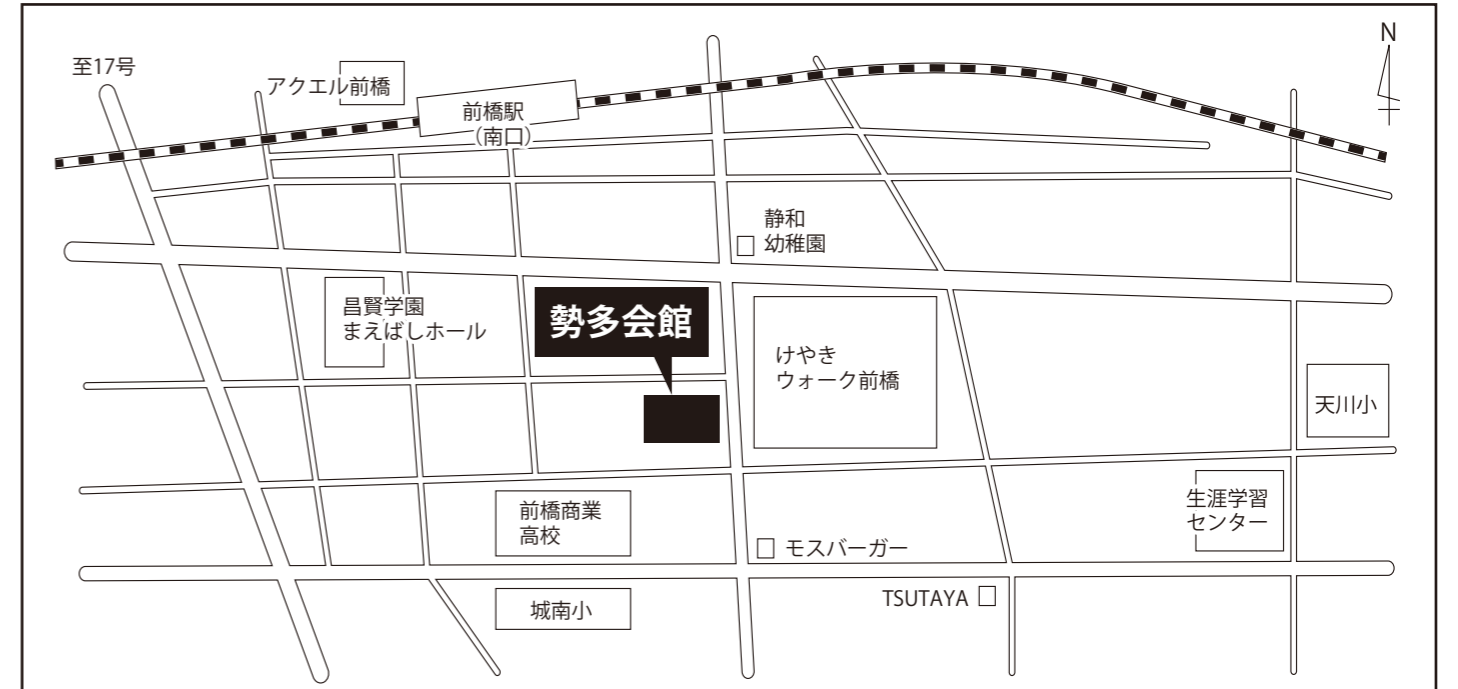 N
至17号
アクエル前橋
前橋駅
（南口）
静和
幼稚園
昌賢学園
まえばしホール
勢多会館
けやき
ウォーク前橋
天川小
前橋商業
高校
生涯学習
センター
モスバーガー
TSUTAYA
城南小